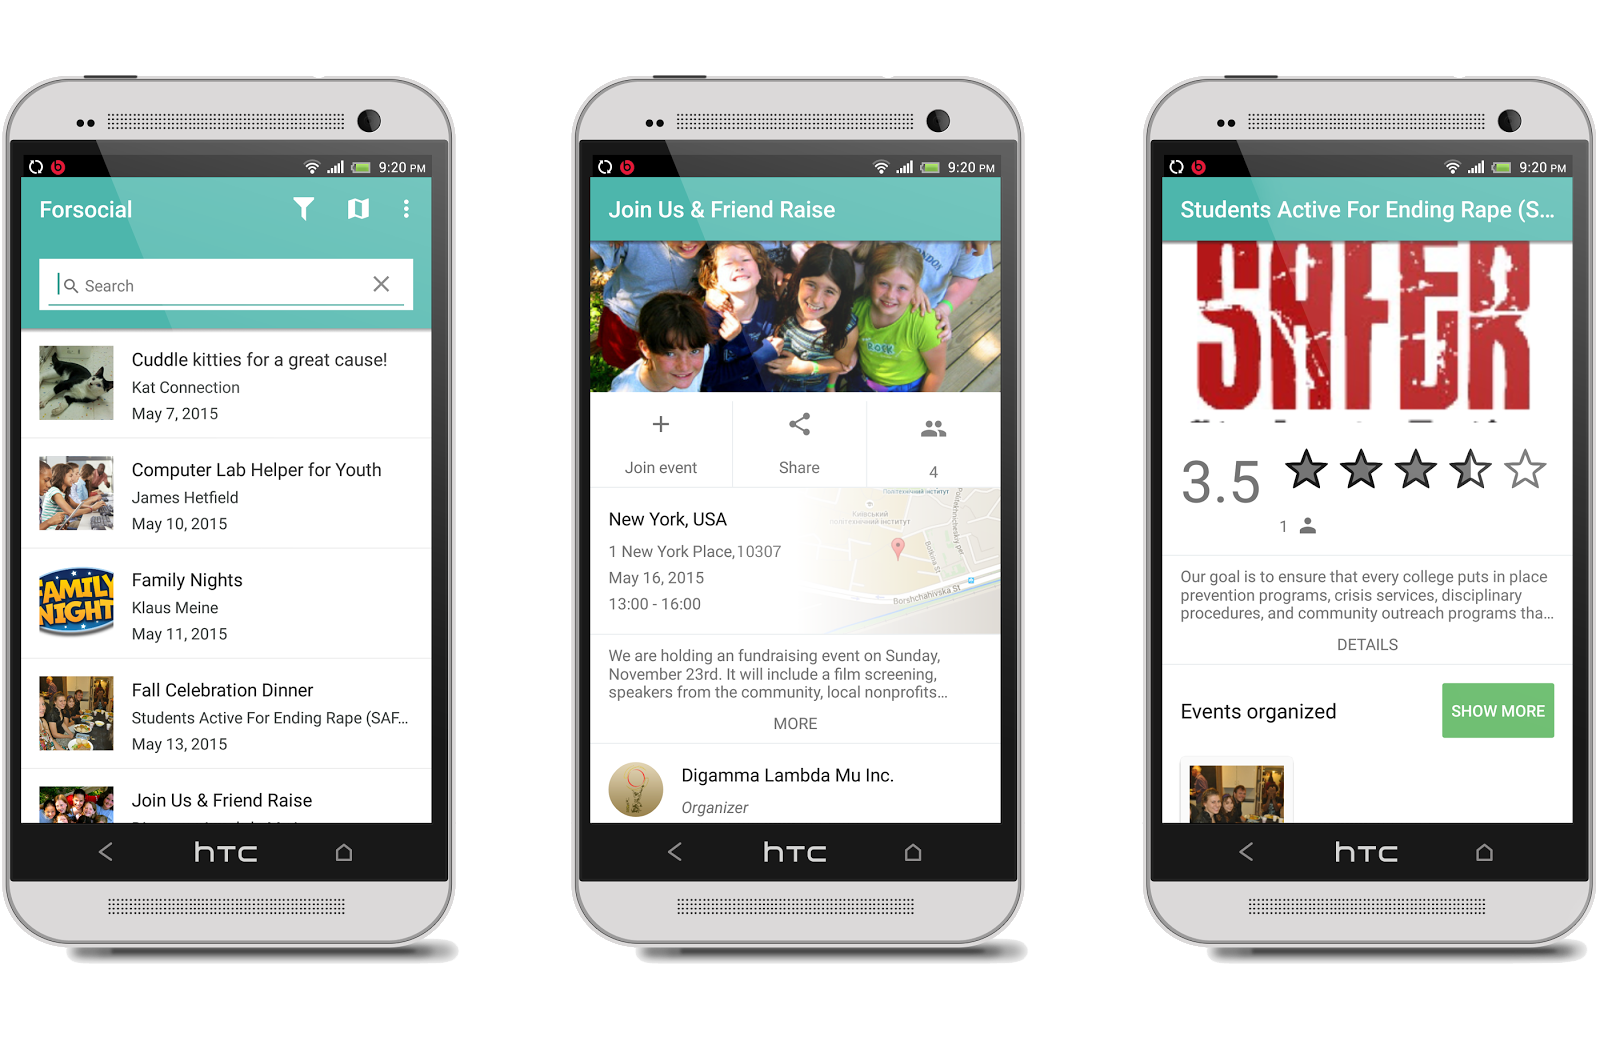 9:20 PM
Forsocial
Search
Cuddle kitties for a great cause!
Kat Connection
May 7, 2015
Computer Lab Helper for Youth
James Hetfield
May 10, 2015
FAMILY
NIGHT
Family Nights
Klaus Meine
May 11, 2015
Fall Celebration Dinner
Students Active For Ending Rape (SAF...
May 13, 2015
Join Us & Friend Raise
hTC
9:20 PM
Join Us & Friend Raise
Join event
Share
4
New York, USA
1 New York Place, 10307
May 16, 2015
13:00 - 16:00
Київський
політехнічний інститут
Borshchahivska St
We are holding an fundraising event on Sunday,
November 23rd. It will include a film screening,
speakers from the community, local nonprofits...
MORE
Digamma Lambda Mu Inc.
Organizer
hTC
9:20 PM
Students Active For Ending Rape (S...
SAFER
3.5
1
Our goal is to ensure that every college puts in place
prevention programs, crisis services, disciplinary
procedures, and community outreach programs tha...
DETAILS
Events organized
SHOW MORE
hTC